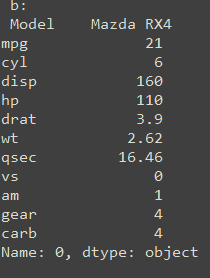 b:
Model Mazda RX4
mpg 21
cyl 6
disp 160
hp 110
drat 3.9
wt 2.62
qsec 16.46
vs 0
am 1
gear 4
carb 4
Name: 0, dtype: object